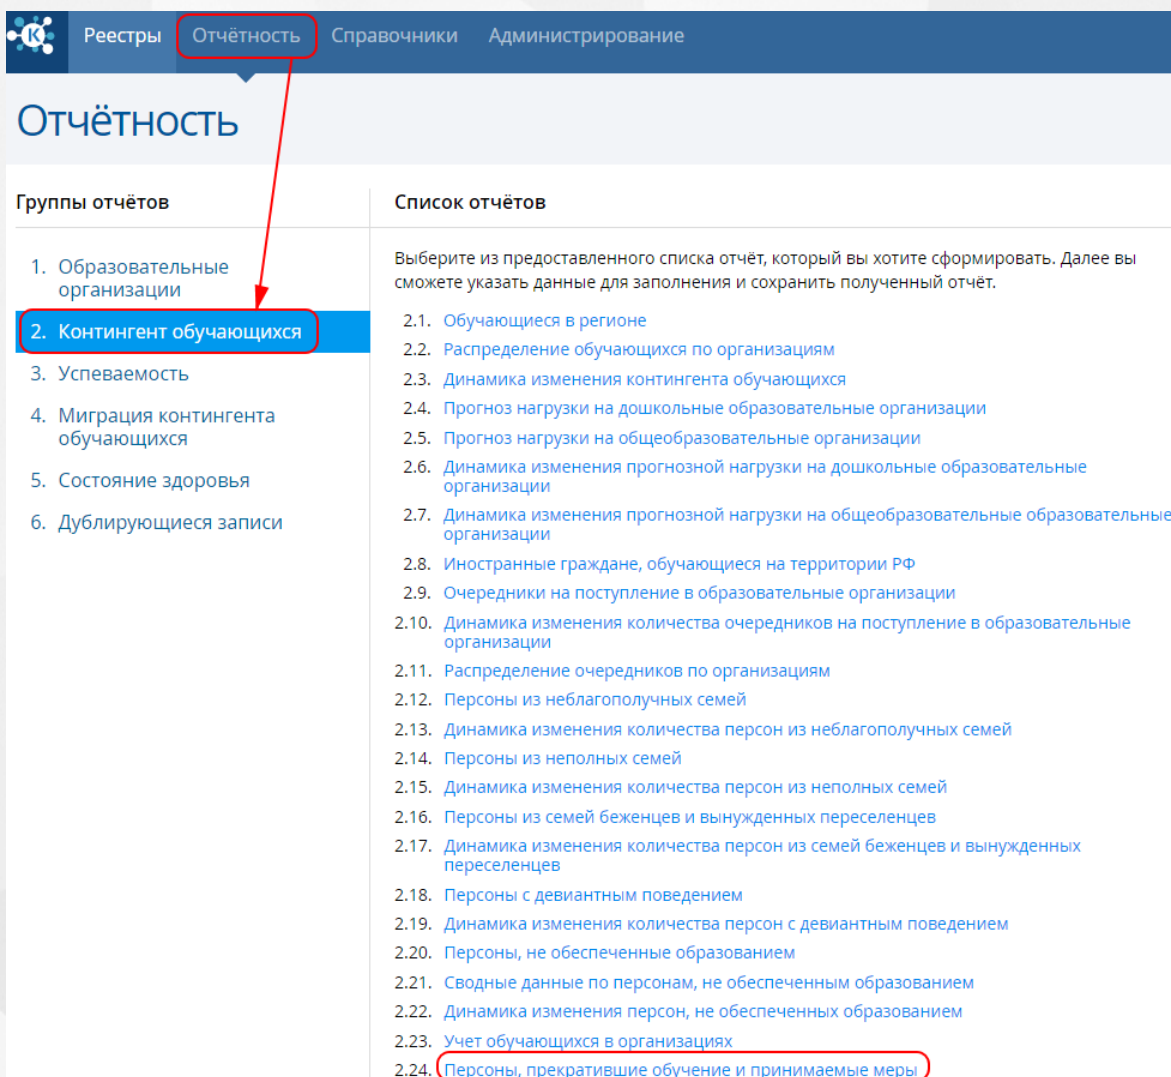 К Реестры Отчётность Справочники Администрирование
Отчётность
Группы отчётов
1. Образовательные
организации
2. Контингент обучающихся
3. Успеваемость
4. Миграция контингента
обучающихся
5. Состояние здоровья
6. Дублирующиеся записи
Список отчётов
Выберите из предоставленного списка отчёт, который вы хотите сформировать. Далее вы
сможете указать данные для заполнения и сохранить полученный отчёт.
2.1. Обучающиеся в регионе
2.2. Распределение обучающихся по организациям
2.3. Динамика изменения контингента обучающихся
2.4. Прогноз нагрузки на дошкольные образовательные организации
2.5. Прогноз нагрузки на общеобразовательные организации
2.6. Динамика изменения прогнозной нагрузки на дошкольные образовательные
организации
2.7. Динамика изменения прогнозной нагрузки на общеобразовательные образовательные
организации
2.8. Иностранные граждане, обучающиеся на территории РФ
2.9. Очередники на поступление в образовательные организации
2.10. Динамика изменения количества очередников на поступление в образовательные
организации
2.11. Распределение очередников по организациям
2.12. Персоны из неблагополучных семей
2.13. Динамика изменения количества персон из неблагополучных семей
2.14. Персоны из неполных семей
2.15. Динамика изменения количества персон из неполных семей
2.16. Персоны из семей беженцев и вынужденных переселенцев
2.17. Динамика изменения количества персон из семей беженцев и вынужденных
переселенцев
2.18. Персоны с девиантным поведением
2.19. Динамика изменения количества персон с девиантным поведением
2.20. Персоны, не обеспеченные образованием
2.21. Сводные данные по персонам, не обеспеченным образованием
2.22. Динамика изменения персон, не обеспеченных образованием
2.23. Учет обучающихся в организациях
2.24. Персоны, прекратившие обучение и принимаемые меры